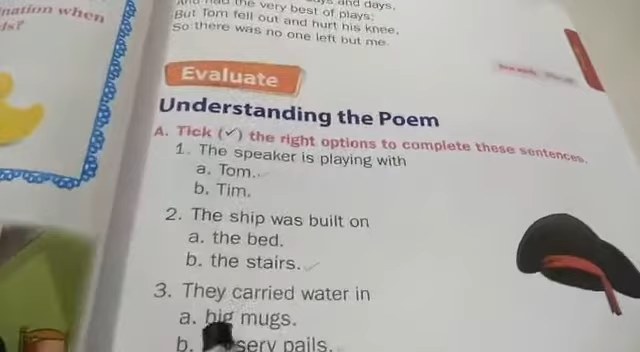 nation when
ds?
And had the very best of plays;
But Tom fell out and hurt his knee,
So there was no one left but me.
Evaluate
Understanding the Poem
A. Tick (✓) the right options to complete these sentences.
1. The speaker is playing with
a. Tom.
b. Tim.
2. The ship was built on
a. the bed.
b. the stairs. ✓
3. They carried water in
a. big mugs.
b. sery pails.